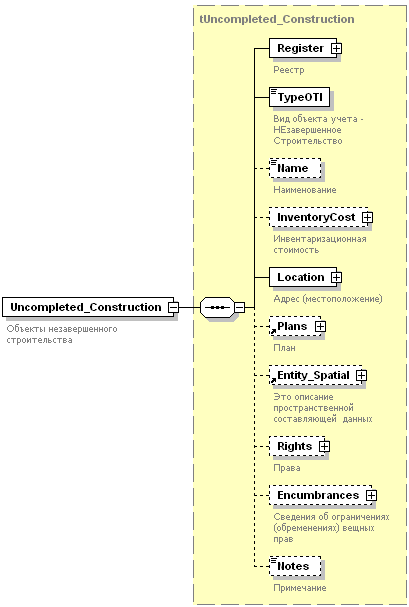 tUncompleted_Construction
Register
Реестр
TypeOTI
Вид объекта учета -
НЕзавершенное
Строительство
Name
Наименование
InventoryCost
Инвентаризационная
стоимость
Location
Адрес (местоположение)
Uncompleted_Construction
Объекты незавершенного
строительства
Plans
План
Entity_Spatial
Это описание
пространственной
составляющей данных
Rights
Права
Encumbrances
Сведения об ограничениях
(обременениях) вещных
прав
Notes
Примечание